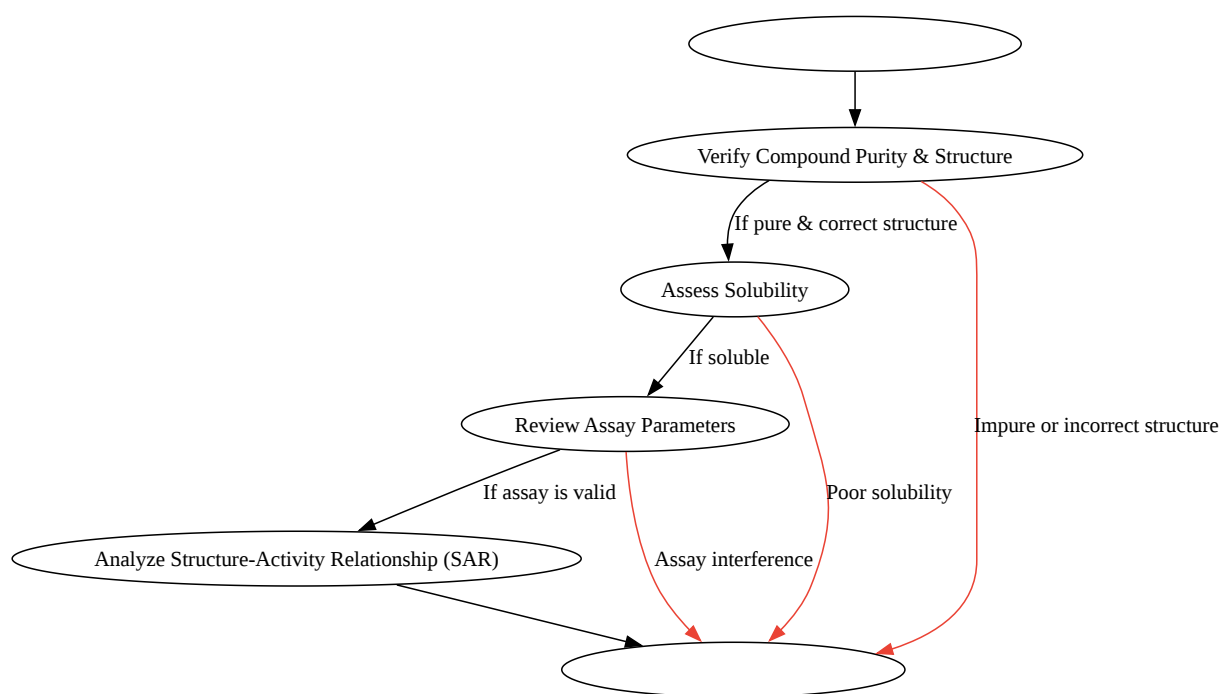 Verify Compound Purity & Structure
If pure & correct structure
Assess Solubility
If soluble
Review Assay Parameters
Impure or incorrect structure
If assay is valid
Poor solubility
Analyze Structure-Activity Relationship (SAR)
Assay interference